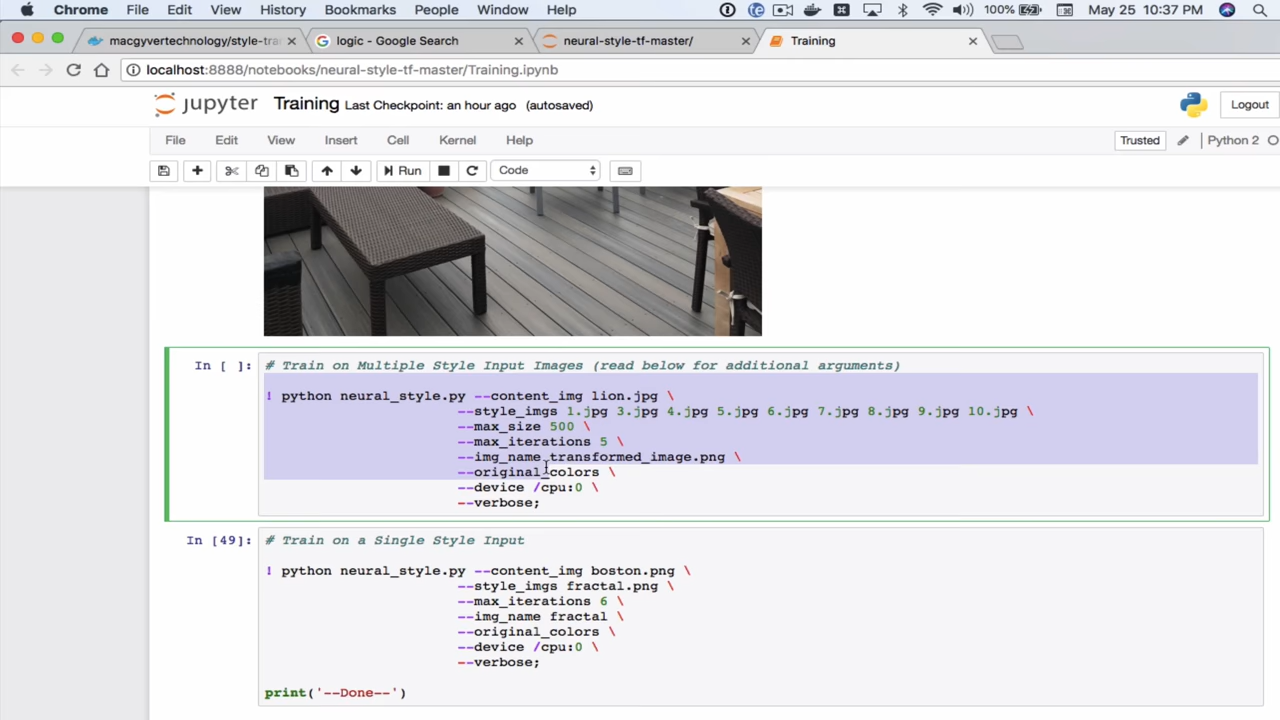 Chrome File Edit View History Bookmarks People Window Help 100% May 25 10:37 PM
macgyvertechnology/style-tra
logic - Google Search
neural-style-tf-master/
Training
localhost:8888/notebooks/neural-style-tf-master/Training.ipynb
jupyter Training Last Checkpoint: an hour ago (autosaved)
Logout
File Edit View Insert Cell Kernel Help
Trusted
Python 2
Run
Code
In [ ]:
# Train on Multiple Style Input Images (read below for additional arguments)
! python neural_style.py --content_img lion.jpg \
--style_imgs 1.jpg 3.jpg 4.jpg 5.jpg 6.jpg 7.jpg 8.jpg 9.jpg 10.jpg \
--max_size 500 \
--max_iterations 5 \
--img_name transformed_image.png \
--original_colors \
--device /cpu:0 \
--verbose;
In [49]:
# Train on a Single Style Input
! python neural_style.py --content_img boston.png \
--style_imgs fractal.png \
--max_iterations 6 \
--img_name fractal \
--original_colors \
--device /cpu:0 \
--verbose;
print('--Done--')